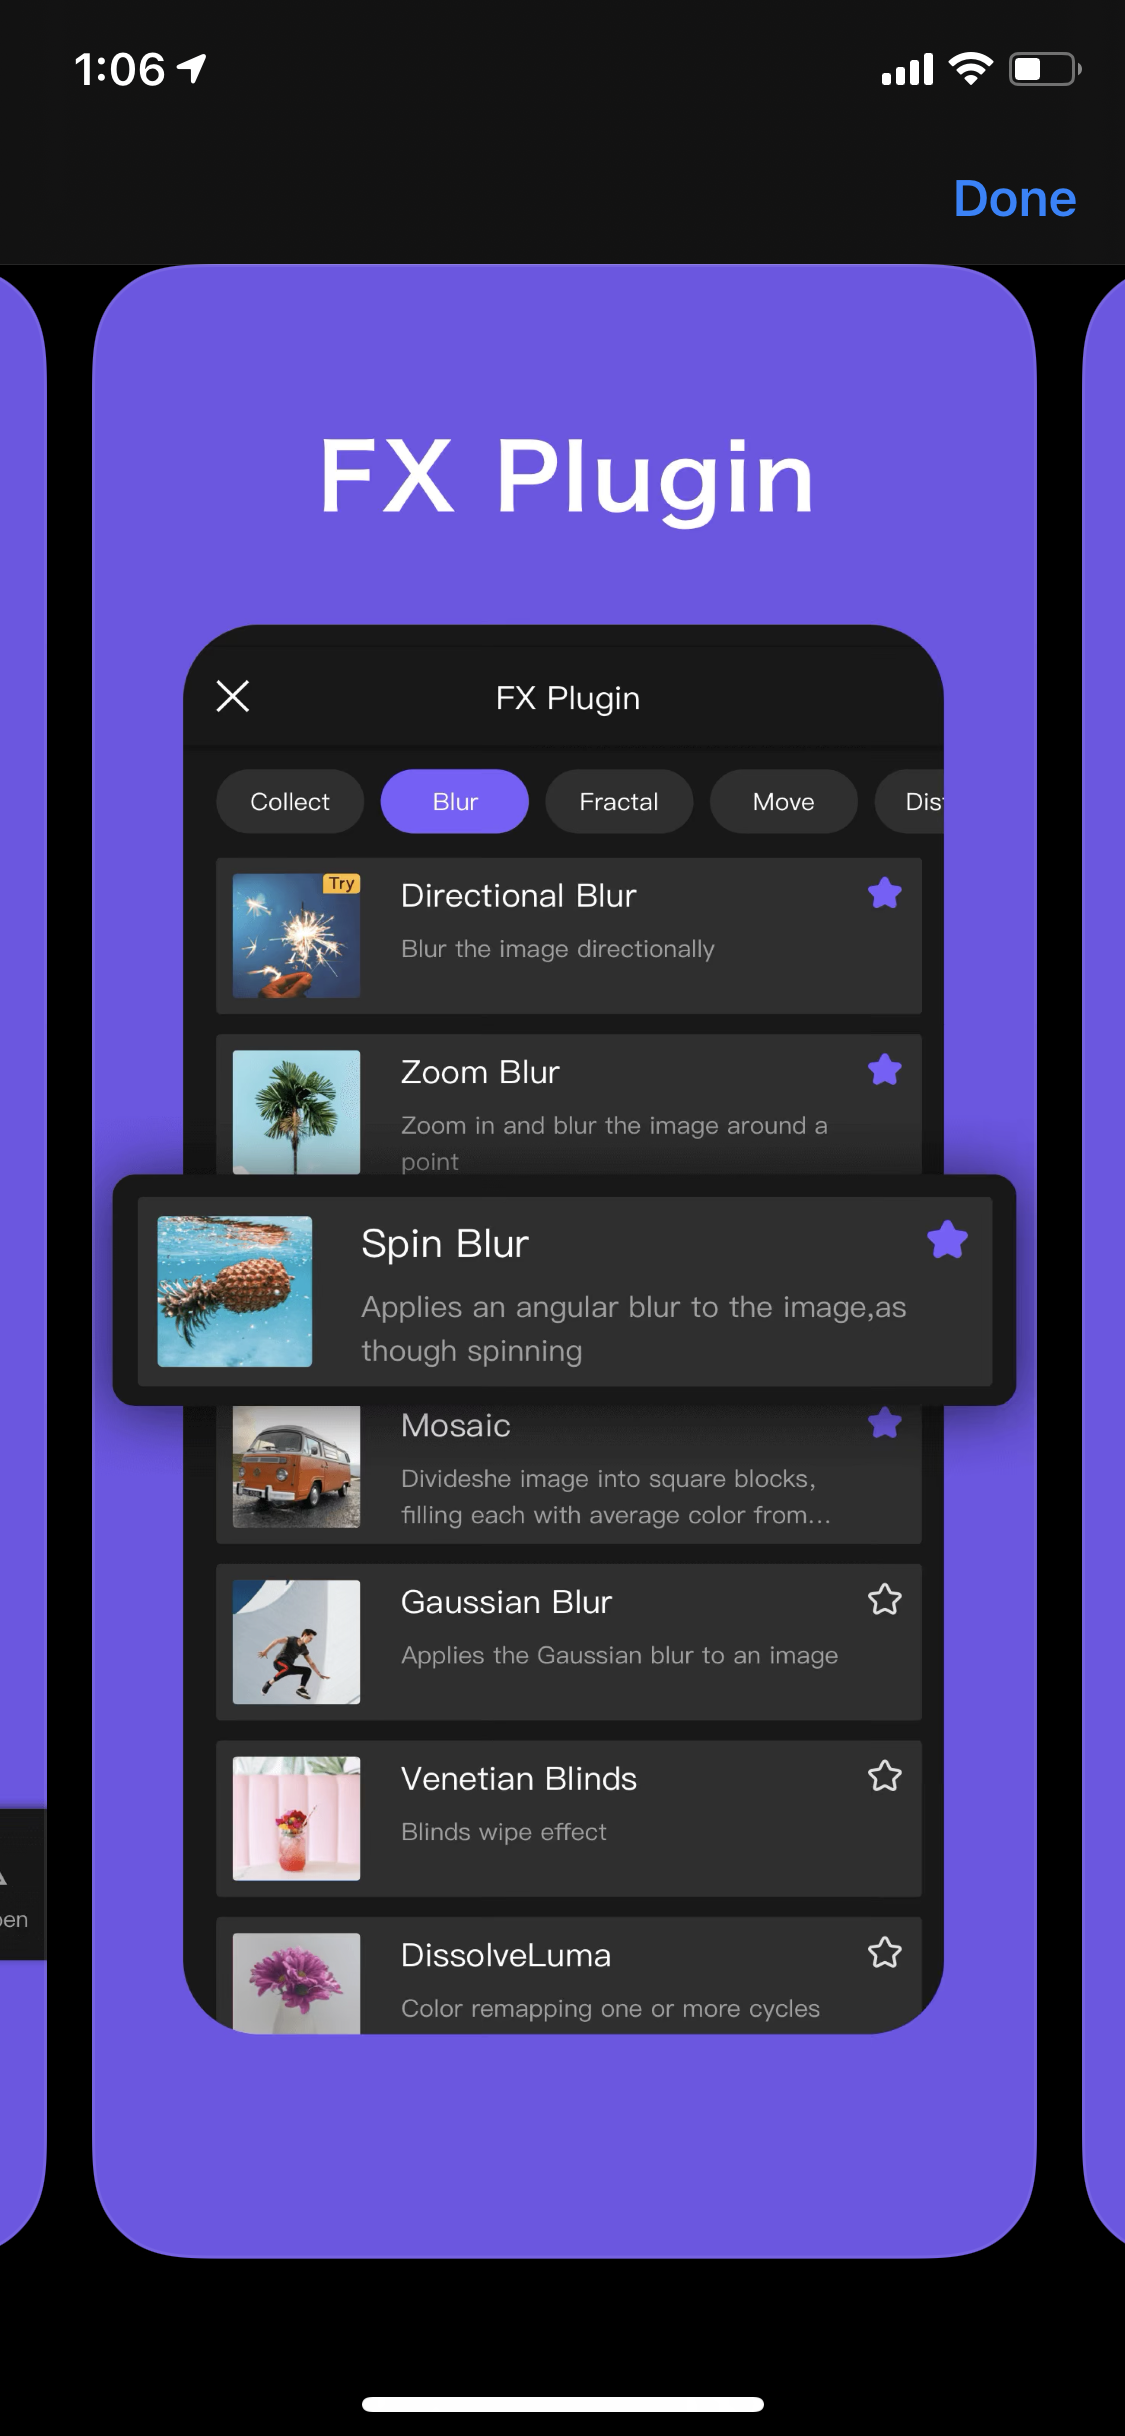 1:06
Done
FX Plugin
FX Plugin
Collect
Blur
Fractal
Move
Try
Directional Blur
Blur the image directionally
Zoom Blur
Zoom in and blur the image around a
point
Spin Blur
Applies an angular blur to the image,as
though spinning
Mosaic
Divideshe image into square blocks,
filling each with average color from...
Gaussian Blur
Applies the Gaussian blur to an image
Venetian Blinds
Blinds wipe effect
DissolveLuma
Color remapping one or more cycles